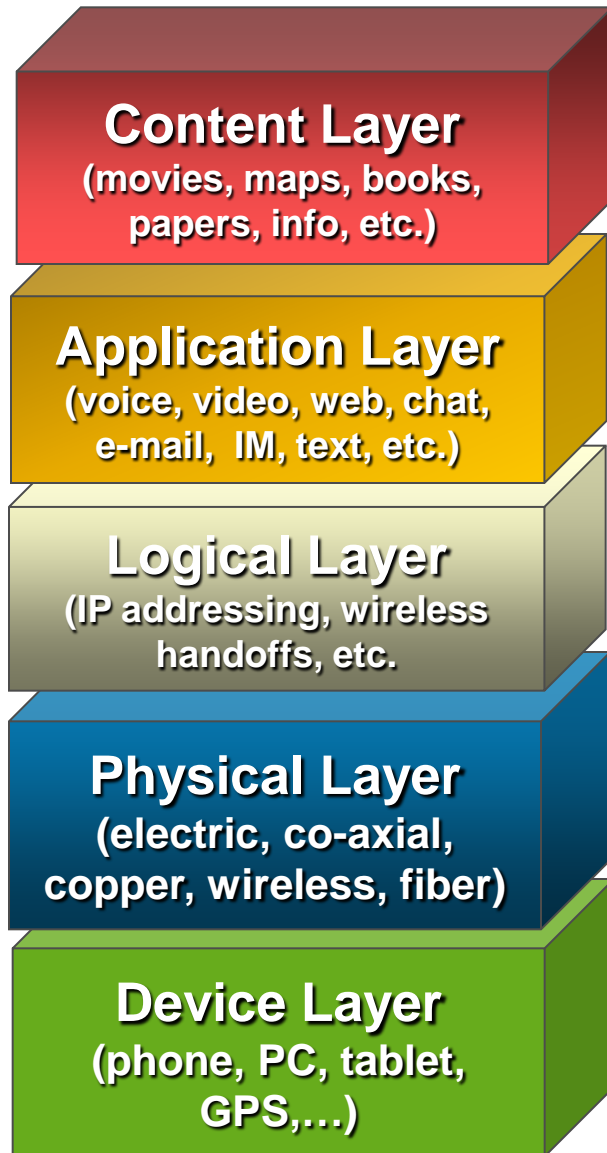 Content Layer
(movies, maps, books,
papers, info, etc.)
Application Layer
(voice, video, web, chat,
e-mail,  IM, text, etc.)
Logical Layer
(IP addressing, wireless
handoffs, etc.
Physical Layer
(electric, co-axial,
copper, wireless, fiber)
Device Layer
(phone, PC, tablet,
GPS,…)